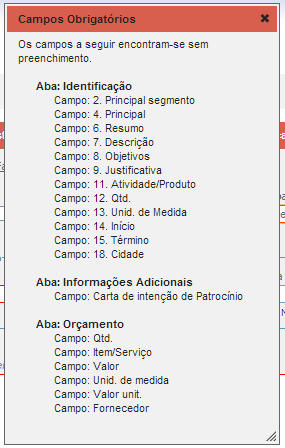 Campos Obrigatórios
Os campos a seguir encontram-se sem
preenchimento.
Aba: Identificação
Campo: 2. Principal segmento
Campo: 4. Principal
Campo: 6. Resumo
Campo: 7. Descrição
Campo: 8. Objetivos
Campo: 9. Justificativa
Campo: 11. Atividade/Produto
Campo: 12. Qtd.
Campo: 13. Unid. de Medida
Campo: 14. Início
Campo: 15. Término
Campo: 18. Cidade
Aba: Informações Adicionais
Campo: Carta de intenção de Patrocínio
Aba: Orçamento
Campo: Qtd.
Campo: Item/Serviço
Campo: Valor
Campo: Unid. de medida
Campo: Valor unit.
Campo: Fornecedor